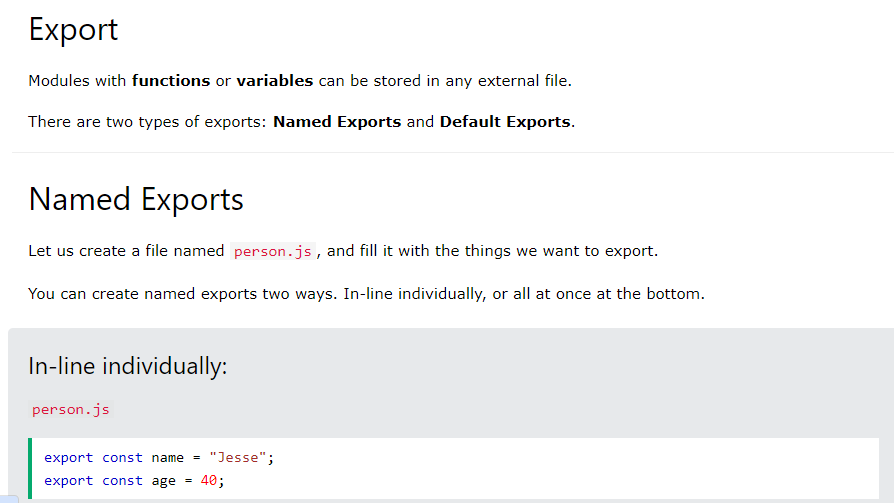 Export
Modules with functions or variables can be stored in any external file.
There are two types of exports: Named Exports and Default Exports.
Named Exports
Let us create a file named person.js, and fill it with the things we want to export.
You can create named exports two ways. In-line individually, or all at once at the bottom.
In-line individually:
person.js
export const name = "Jesse";
export const age = 40;